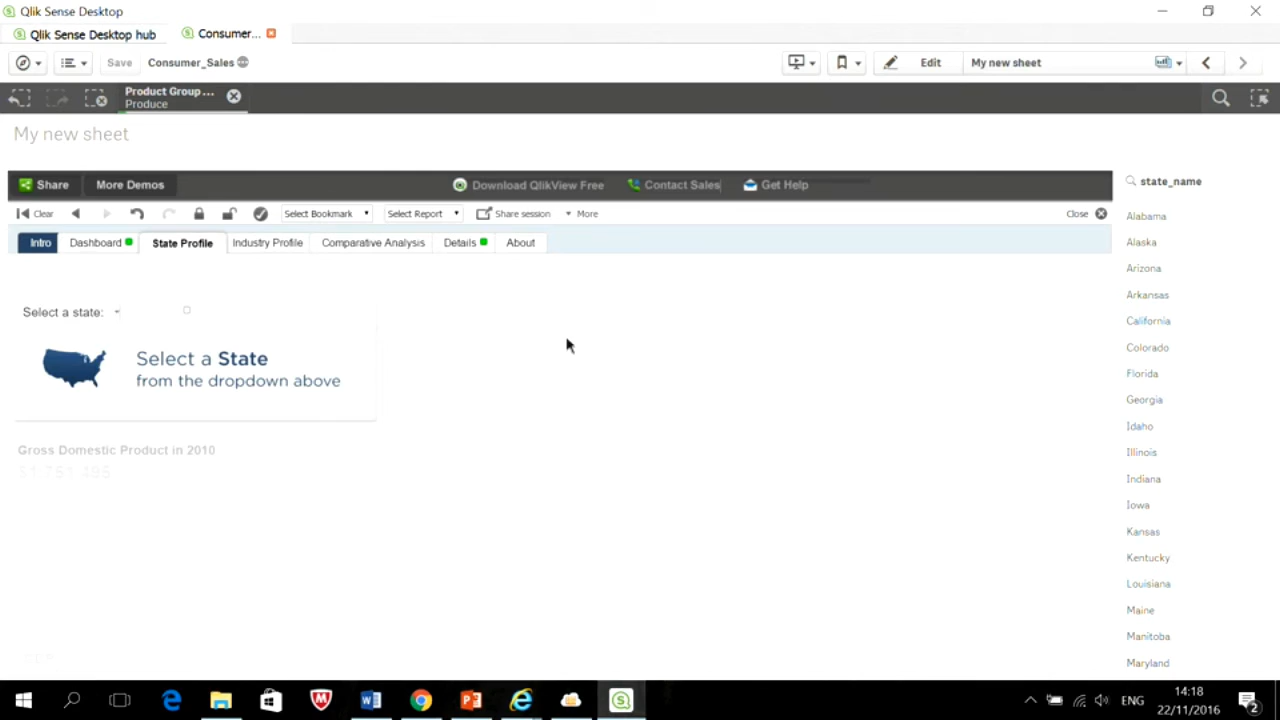 Qlik Sense Desktop
Qlik Sense Desktop hub
Consumer...
Save
Consumer_Sales
Edit
My new sheet
Product Group ...
Produce
My new sheet
Share
More Demos
Download QlikView Free
Contact Sales
Get Help
Clear
Select Bookmark
Select Report
Share session
More
Close
Intro
Dashboard
State Profile
Industry Profile
Comparative Analysis
Details
About
Select a state:
Select a State
from the dropdown above
Gross Domestic Product in 2010
state_name
Alabama
Alaska
Arizona
Arkansas
California
Colorado
Florida
Georgia
Idaho
Illinois
Indiana
Iowa
Kansas
Kentucky
Louisiana
Maine
Manitoba
Maryland
ENG
14:18
22/11/2016
2